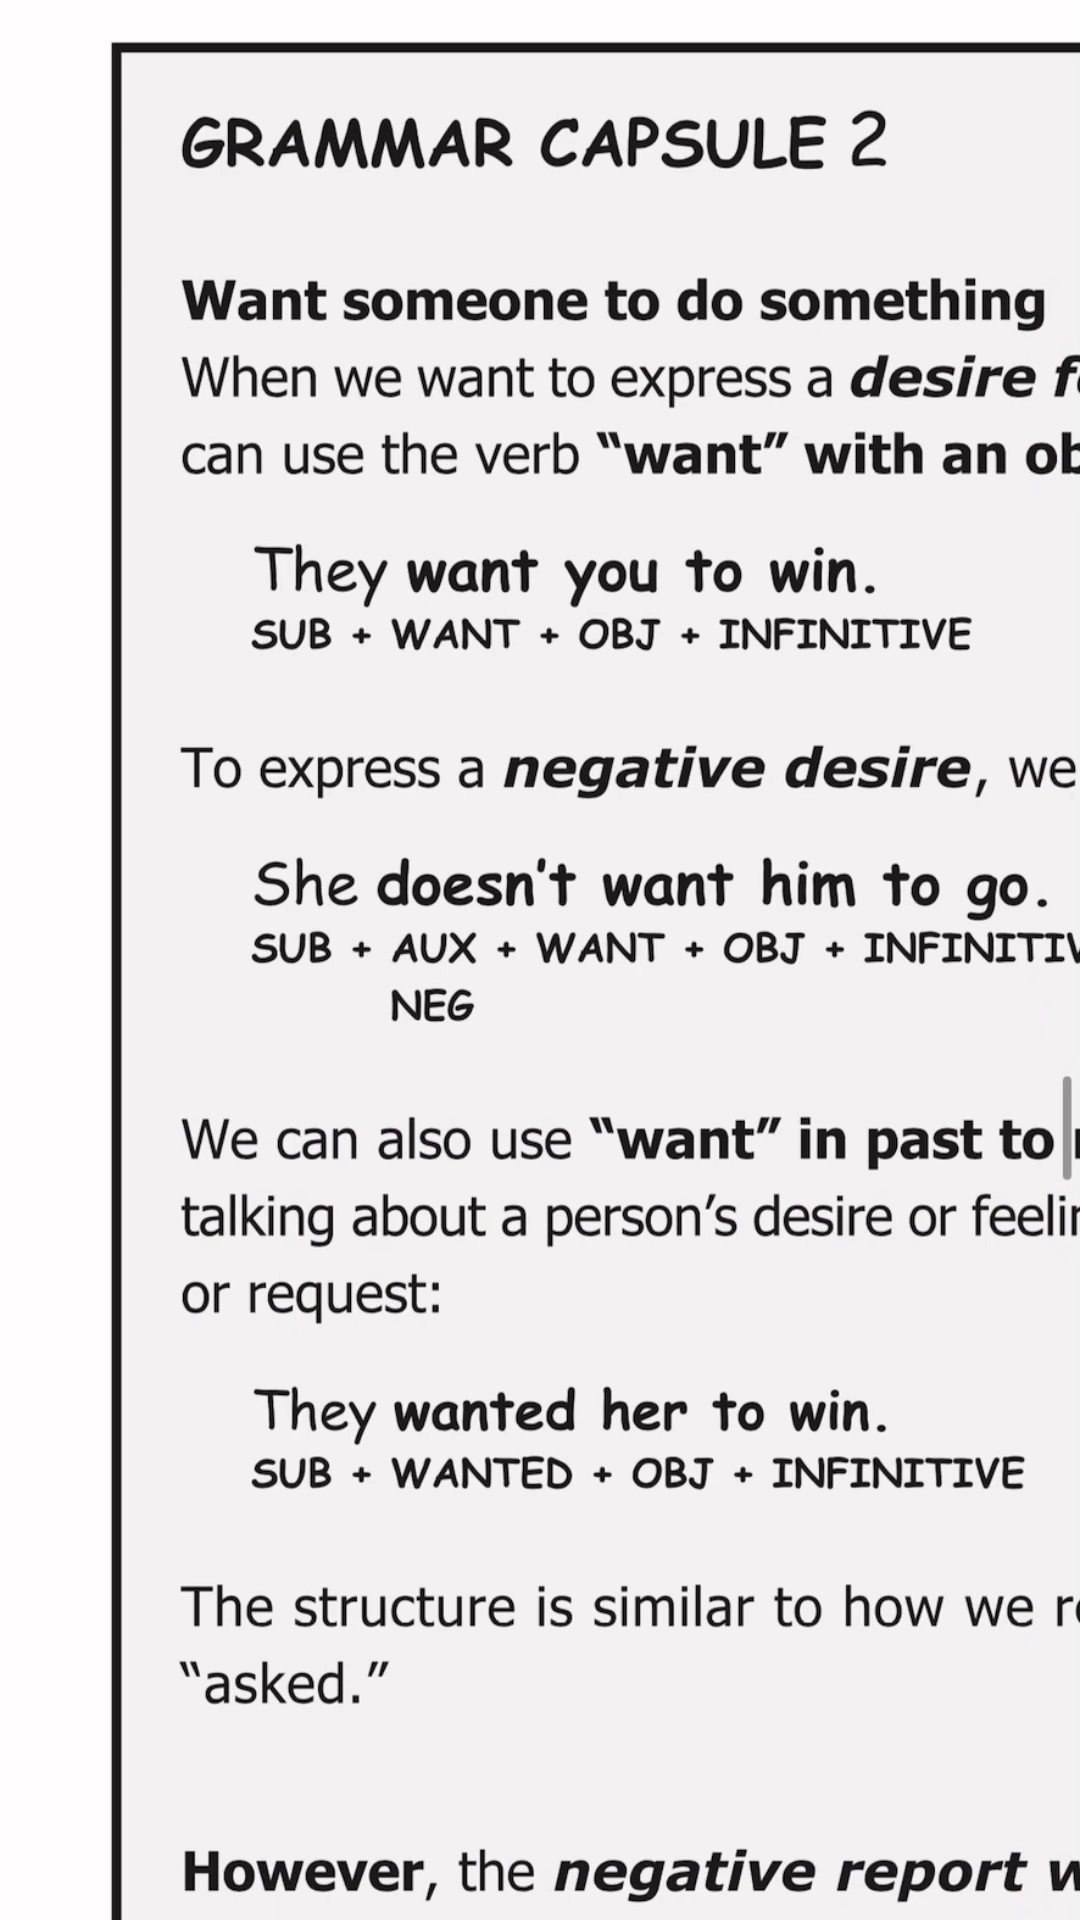 GRAMMAR CAPSULE 2
Want someone to do something
When we want to express a desire
can use the verb “want” with an
They want you to win.
SUB + WANT + OBJ + INFINITIVE
To express a negative desire, we
She doesn't want him to go.
SUB + AUX + WANT + OBJ +
NEG
We can also use “want” in past to
talking about a person’s desire or
or request:
They wanted her to win.
SUB + WANTED + OBJ + INFINITIVE
The structure is similar to how we
“asked.”
However, the negative report